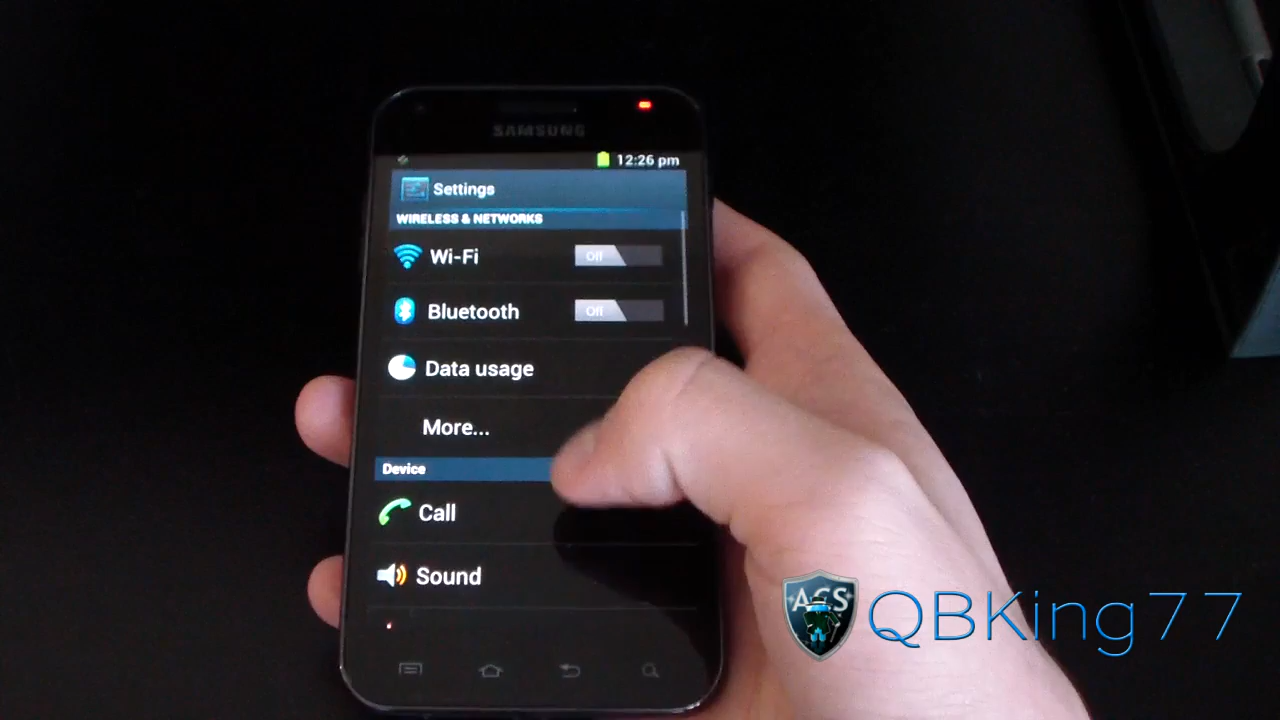 SAMSUNG
12:26 pm
Settings
WIRELESS & NETWORKS
Wi-Fi
Off
Bluetooth
Off
Data usage
More...
Device
Call
Sound
ACS
QBKing77